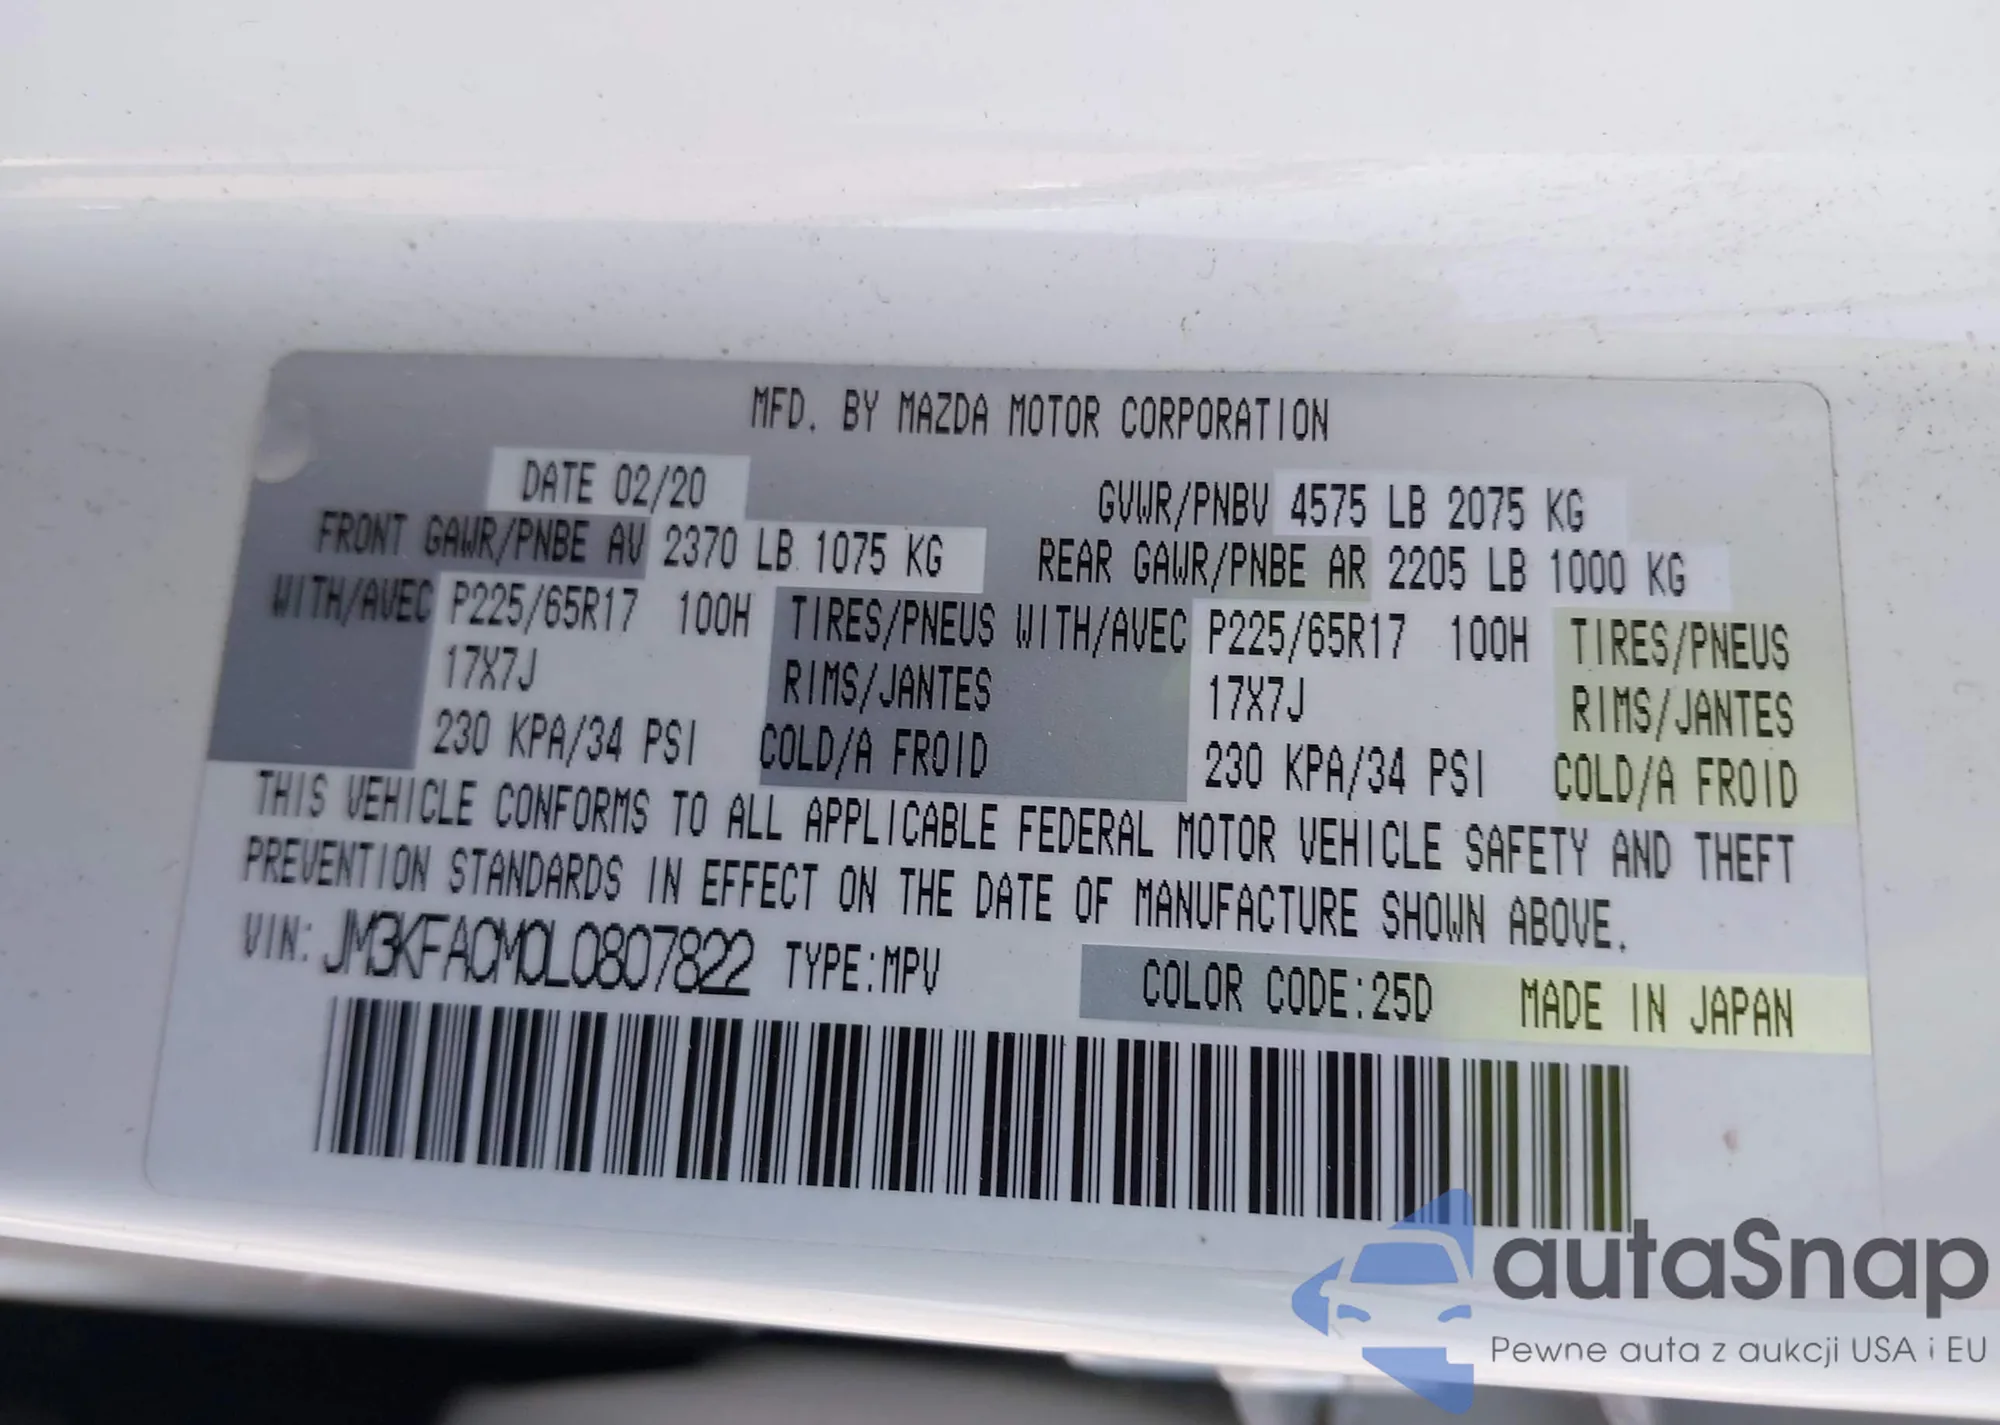 MFD. BY MAZDA MOTOR CORPORATION
DATE 02/20 GVWR/PNBV 4575 LB 2075 KG
FRONT GAWR/PNBE AV 2370 LB 1075 KG REAR GAWR/PNBE AR 2205 LB 1000 KG
WITH/AVEC P225/65R17 100H TIRES/PNEUS WITH/AVEC P225/65R17 100H TIRES/PNEUS
17X7J RIMS/JANTES 17X7J RIMS/JANTES
230 KPA/34 PSI COLD/A FROID 230 KPA/34 PSI COLD/A FROID
THIS VEHICLE CONFORMS TO ALL APPLICABLE FEDERAL MOTOR VEHICLE SAFETY AND THEFT
PREVENTION STANDARDS IN EFFECT ON THE DATE OF MANUFACTURE SHOWN ABOVE.
VIN: JM3KFACM0L0807822 TYPE:MPV COLOR CODE:25D MADE IN JAPAN
autaSnap
Pewne auta z aukcji USA i EU